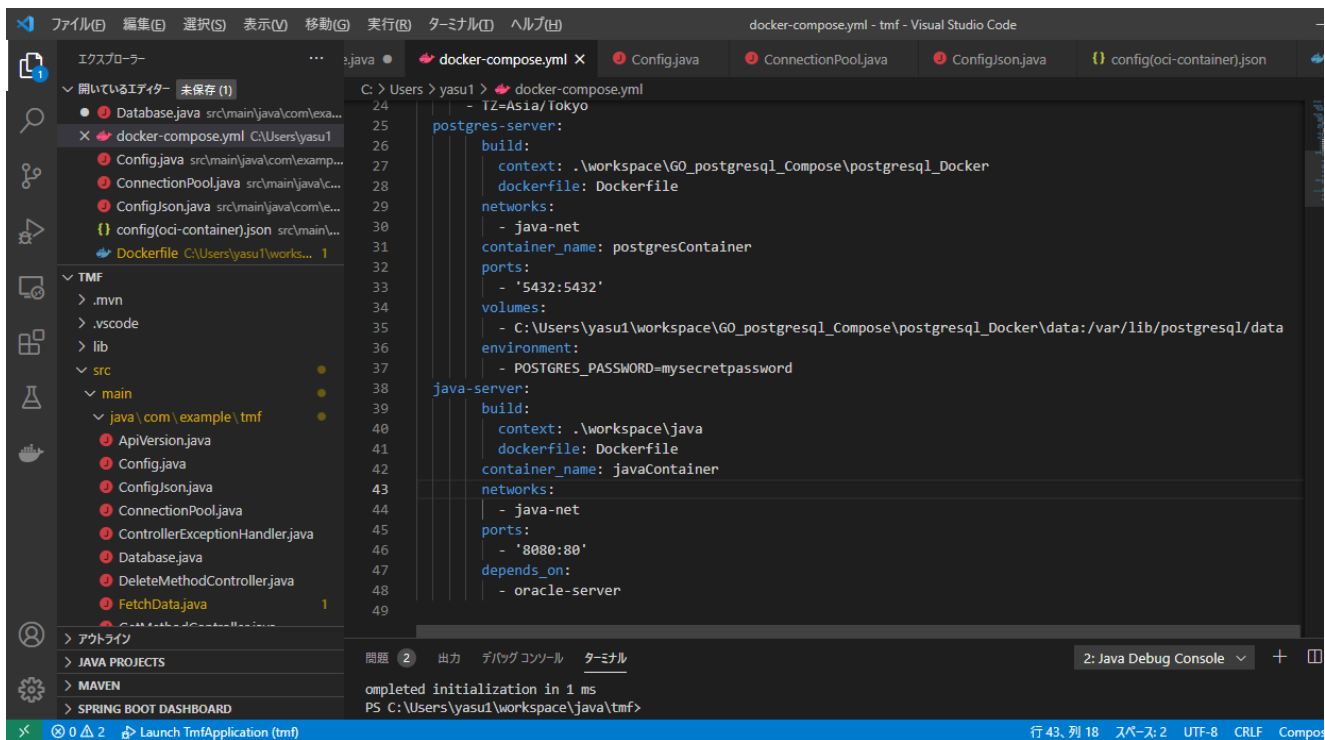 ファイル(F) 編集(E) 選択(S) 表示(V) 移動(G) 実行(R) ターミナル(T) ヘルプ(H) docker-compose.yml - tmf - Visual Studio Code
エクスプローラー ···
.java ● docker-compose.yml × Config.java ConnectionPool.java ConfigJson.java {} config(oci-container).json
開いているエディター 未保存 (1)
● Database.java src\main\java\com\exa...
× docker-compose.yml C:\Users\yasu1
Config.java src\main\java\com\examp...
ConnectionPool.java src\main\java\c...
ConfigJson.java src\main\java\com\e...
{} config(oci-container).json src\main\...
Dockerfile C:\Users\yasu1\works... 1
TMF
> .mvn
> .vscode
> lib
src
main
java\com\example\tmf
ApiVersion.java
Config.java
ConfigJson.java
ConnectionPool.java
ControllerExceptionHandler.java
Database.java
DeleteMethodController.java
FetchData.java 1
GetMethodController.java
> アウトライン
> JAVA PROJECTS
> MAVEN
> SPRING BOOT DASHBOARD
1
C: > Users > yasu1 > docker-compose.yml
24 - TZ=Asia/Tokyo
25 postgres-server:
26 build:
27 context: .\workspace\GO_postgresql_Compose\postgresql_Docker
28 dockerfile: Dockerfile
29 networks:
30 - java-net
31 container_name: postgresContainer
32 ports:
33 - '5432:5432'
34 volumes:
35 - C:\Users\yasu1\workspace\GO_postgresql_Compose\postgresql_Docker\data:/var/lib/postgresql/data
36 environment:
37 - POSTGRES_PASSWORD=mysecretpassword
38 java-server:
39 build:
40 context: .\workspace\java
41 dockerfile: Dockerfile
42 container_name: javaContainer
43 networks:
44 - java-net
45 ports:
46 - '8080:80'
47 depends_on:
48 - oracle-server
49
問題 2 出力 デバッグ コンソール ターミナル 2: Java Debug Console
ompleted initialization in 1 ms
PS C:\Users\yasu1\workspace\java\tmf>
0 2 Launch TmfApplication (tmf) 行 43、列 18 スペース: 2 UTF-8 CRLF Compos